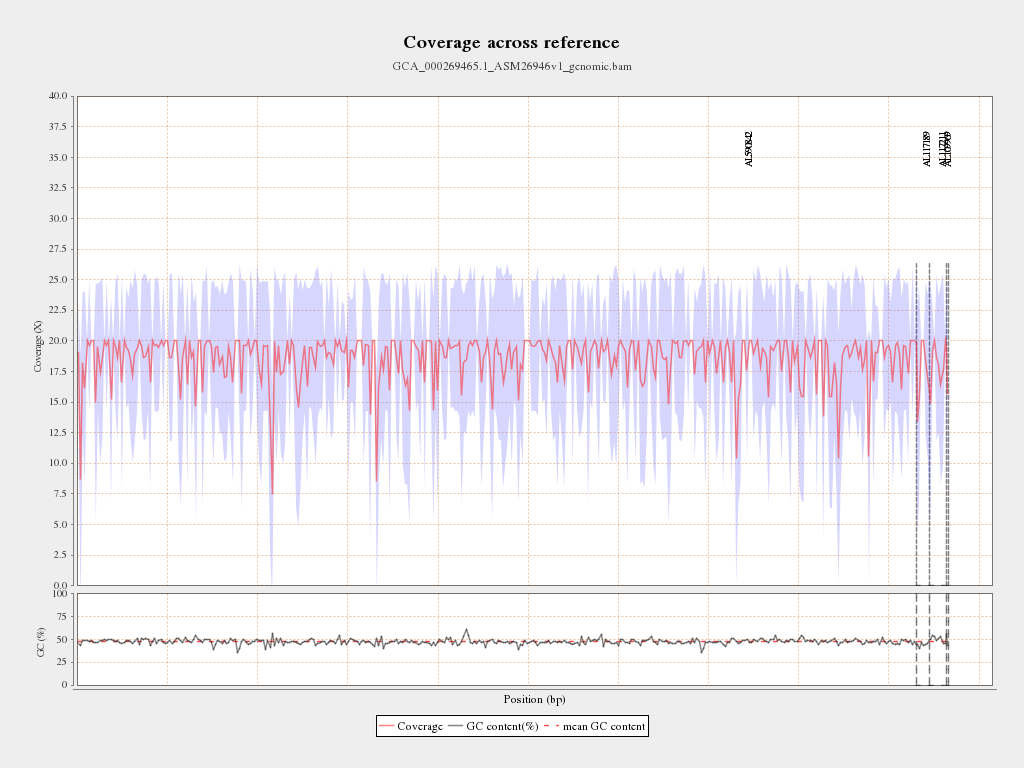 Coverage across reference
GCA_000269465.1_ASM26946v1_genomic.bam
40.0
37.5
35.0
32.5
30.0
27.5
25.0
22.5
20.0
17.5
15.0
12.5
10.0
7.5
5.0
2.5
0.0
Coverage (X)
AL590842
AL117189
AL117211
AL109969
100
75
50
25
0
GC (%)
Position (bp)
Coverage GC content(%) mean GC content